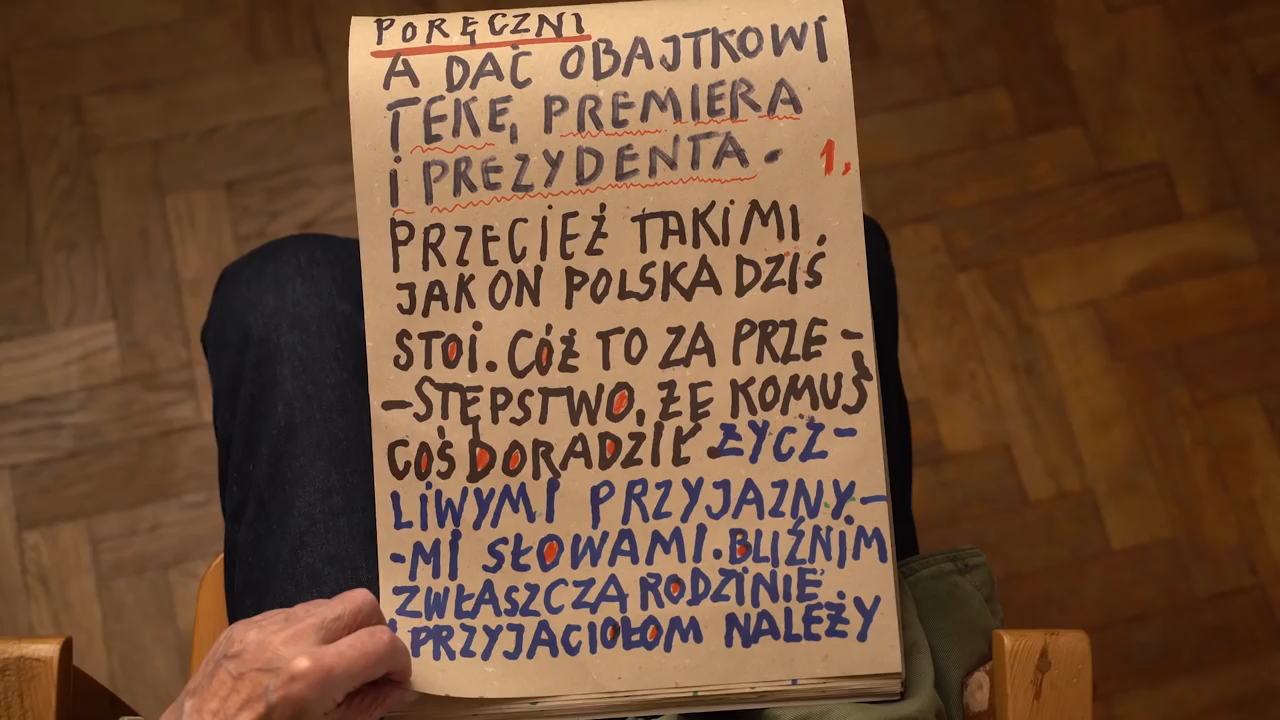 PORĘCZNI
A DAĆ OBAJTKOWI
TEKĘ, PREMIERA
i PREZYDENTA.
1.
PRZECIEŻ TAKIMI,
JAK ON POLSKA DZIŚ
STOi. CÓŻ TO ZA PRZE-
-STĘPSTWO, ŻE KOMUŚ
COŚ DORADZIŁ ŻYCZ-
LiWYMI PRZYJAZNY-
-MI SŁOWAMI. BLIŹNiM
ZWŁASZCZA RODZINIE
I PRZYJACIOŁOM NALEŻY